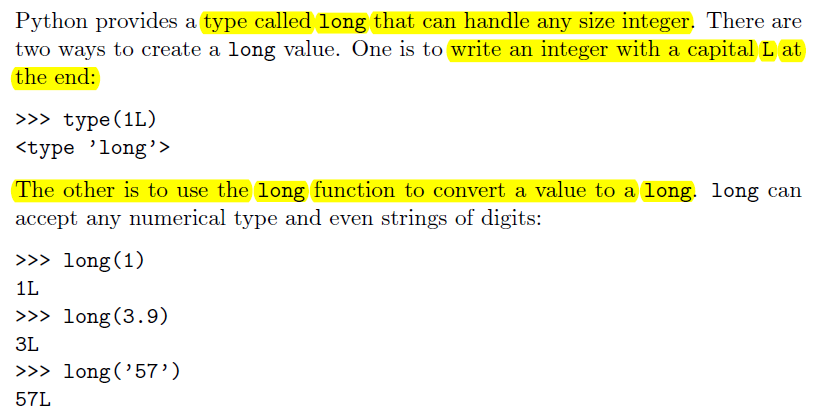 Python provides a type called long that can handle any size integer. There are
two ways to create a long value. One is to write an integer with a capital L at
the end:
>>> type(1L)
<type ’long’>
The other is to use the long function to convert a value to a long. long can
accept any numerical type and even strings of digits:
>>> long(1)
1L
>>> long(3.9)
3L
>>> long(’57’)
57L